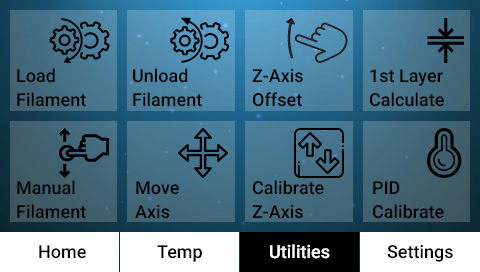 Load
Filament
Unload
Filament
Z-Axis
Offset
1st Layer
Calculate
Manual
Filament
Move
Axis
Calibrate
Z-Axis
PID
Calibrate
Home
Temp
Utilities
Settings